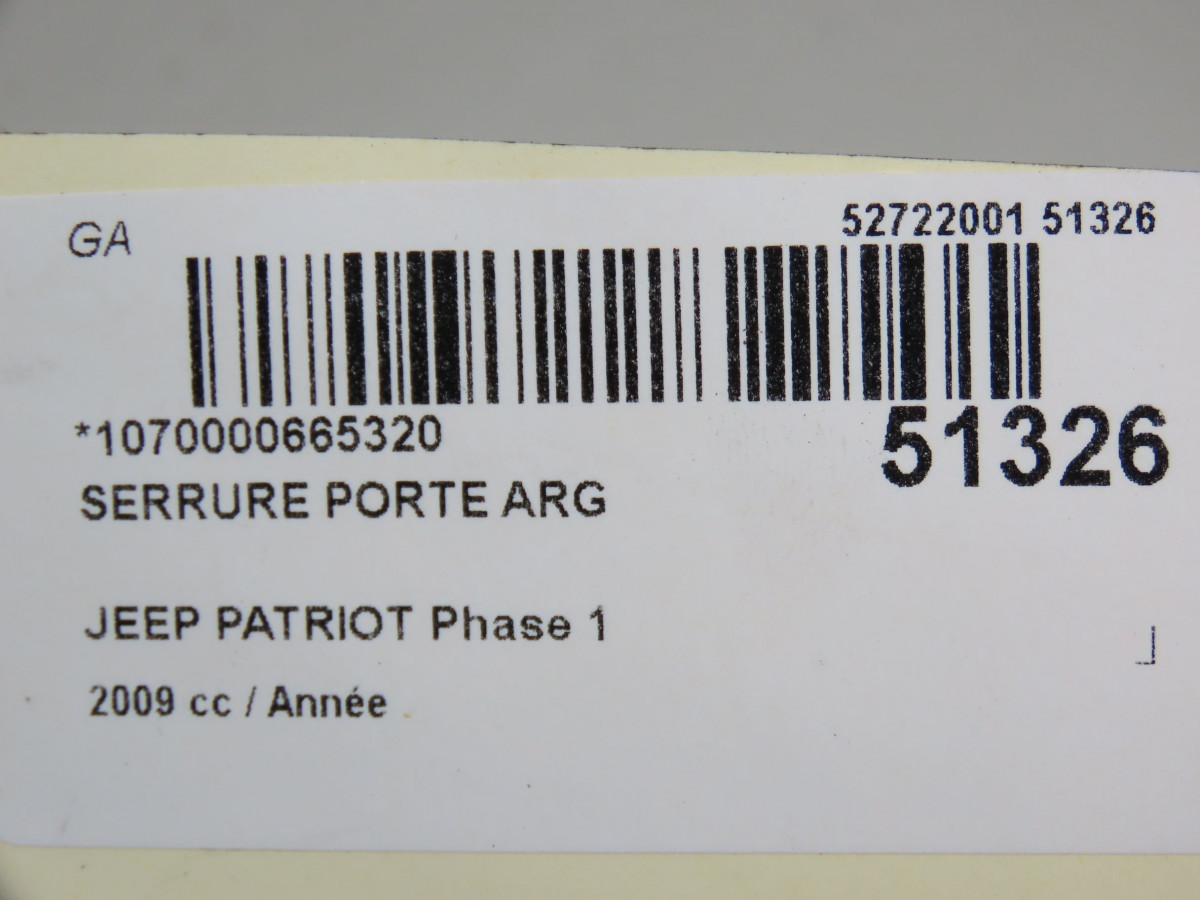 GA
52722001 51326
*1070000665320
51326
SERRURE PORTE ARG
JEEP PATRIOT Phase 1
2009 cc / Année